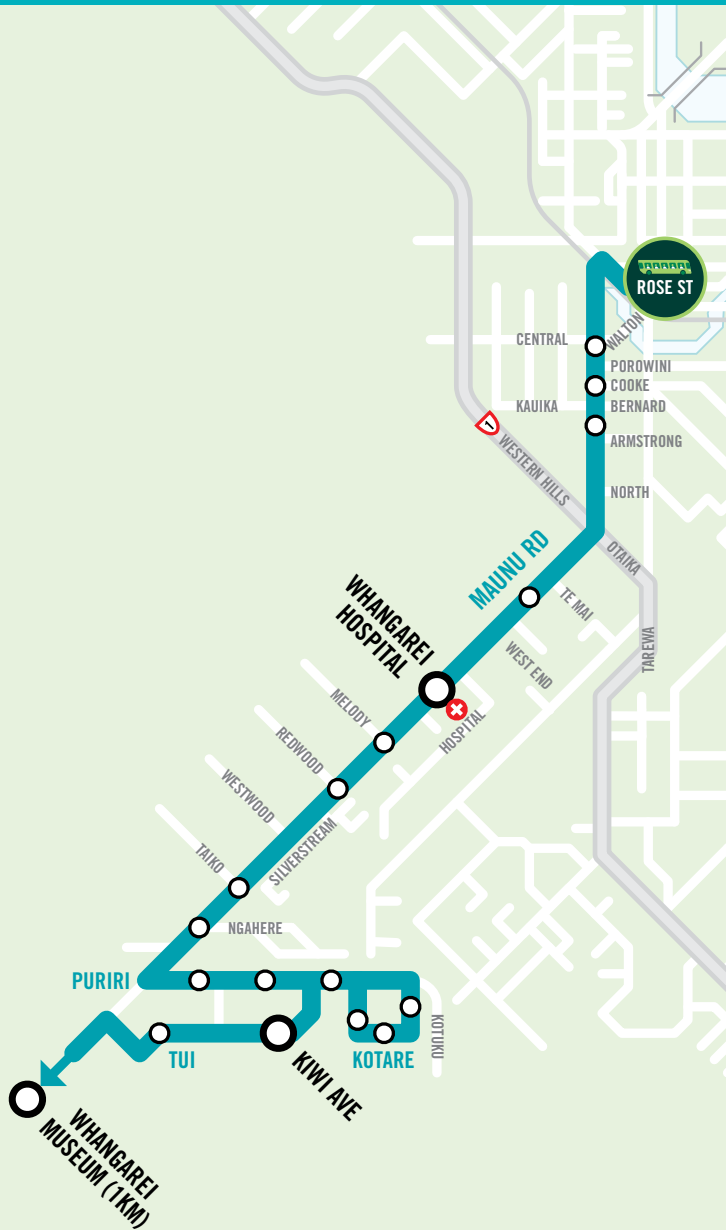 ROSE ST
WALTON
CENTRAL
POROWINI
COOKE
KAUIKA
BERNARD
1
ARMSTRONG
WESTERN HILLS
NORTH
MAUNU RD
OTAIKA
WHANGAREI
HOSPITAL
TE MAI
TAREWA
WEST END
MELODY
HOSPITAL
REDWOOD
WESTWOOD
SILVERSTREAM
TAIKO
NGAHERE
PURIRI
KOTUKU
TUI
KOTARE
KIWI AVE
WHANGAREI
MUSEUM (1KM)